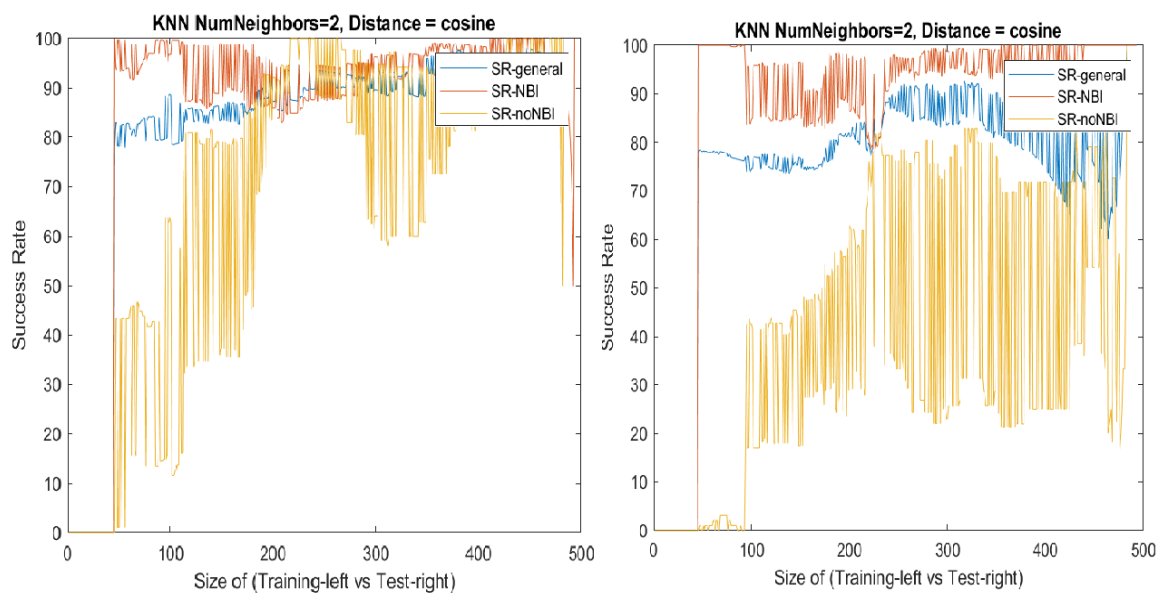 KNN NumNeighbors=2, Distance = cosine
100
90
80
70
60
50
40
30
20
10
0
Success Rate
SR-general
SR-NBI
SR-noNBI
0
100
200
300
400
500
Size of (Training-left vs Test-right)
KNN NumNeighbors=2, Distance = cosine
100
90
80
70
60
50
40
30
20
10
0
Success Rate
SR-general
SR-NBI
SR-noNBI
0
100
200
300
400
500
Size of (Training-left vs Test-right)